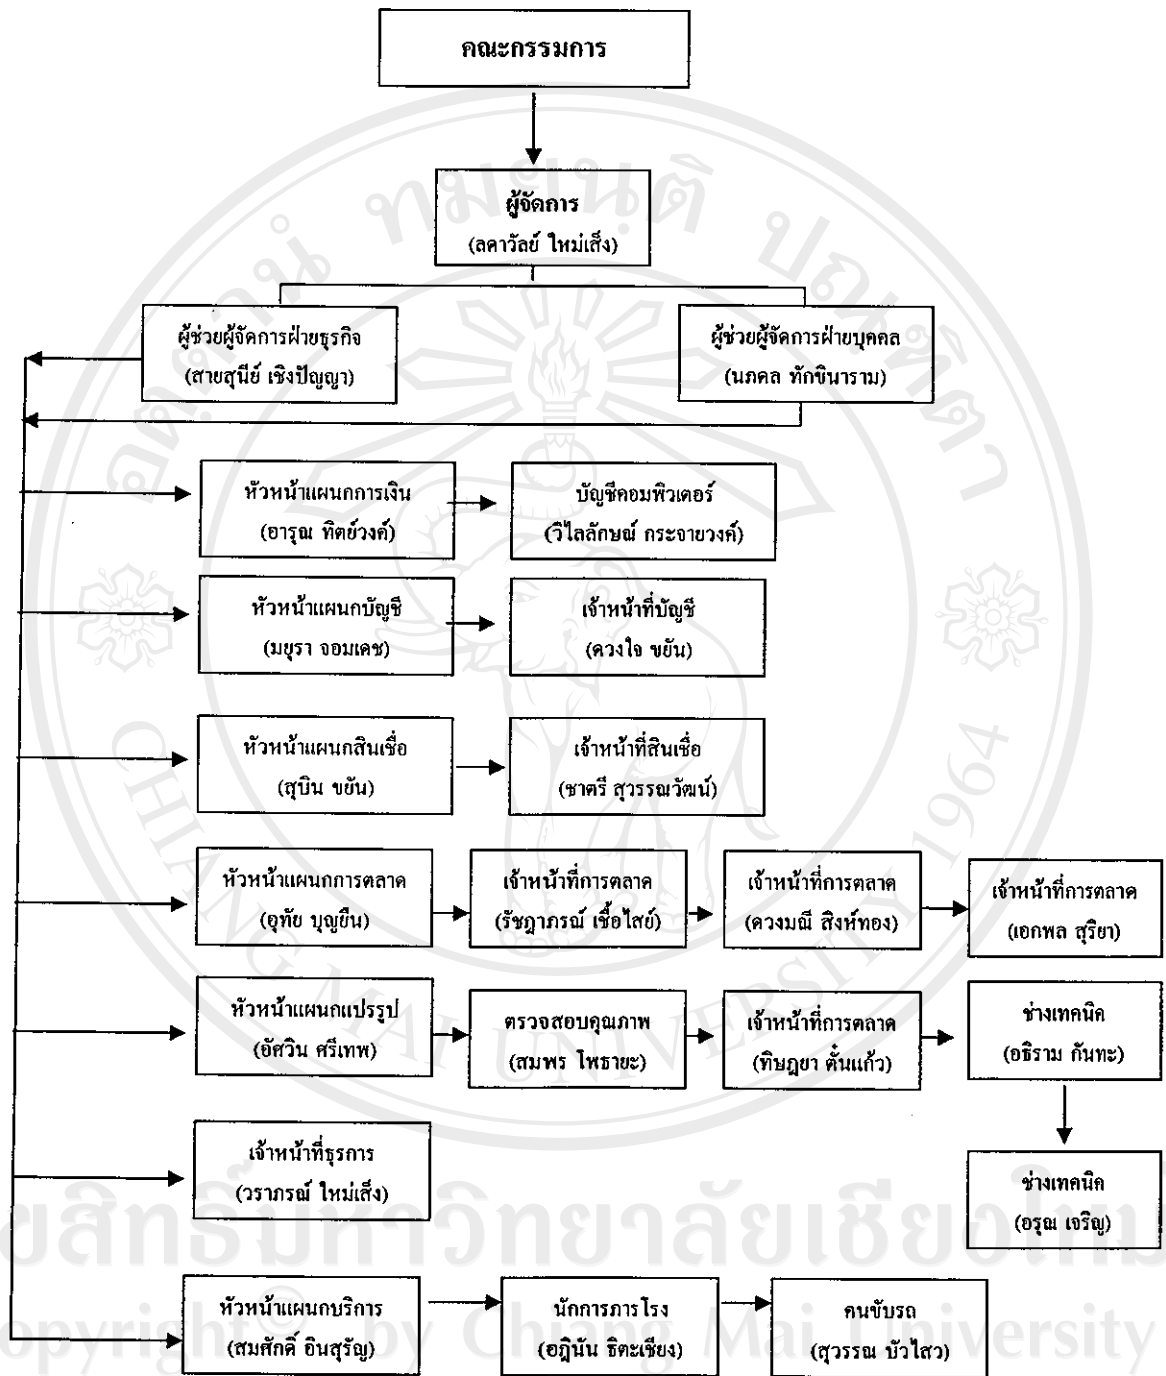 คณะกรรมการ
ผู้จัดการ
(ลดาวัลย์ ใหม่เส็ง)
ผู้ช่วยผู้จัดการฝ่ายธุรกิจ
(สายสุนีย์ เชิงปัญญา)
ผู้ช่วยผู้จัดการฝ่ายบุคคล
(นภดล ทักขินาราม)
หัวหน้าแผนกการเงิน
(อารุณ ทิตย์วงค์)
บัญชีคอมพิวเตอร์
(วิไลลักษณ์ กระจายวงค์)
หัวหน้าแผนกบัญชี
(มยุรา จอมเดช)
เจ้าหน้าที่บัญชี
(ดวงใจ ขยัน)
หัวหน้าแผนกสินเชื่อ
(สุบิน ขยัน)
เจ้าหน้าที่สินเชื่อ
(ชาตรี สุวรรณวัฒน์)
หัวหน้าแผนกการตลาด
(อุทัย บุญยืน)
เจ้าหน้าที่การตลาด
(รัชฎาภรณ์ เชื้อไสย์)
เจ้าหน้าที่การตลาด
(ดวงมณี สิงห์ทอง)
เจ้าหน้าที่การตลาด
(เอกพล สุริยา)
หัวหน้าแผนกแปรรูป
(อัศวิน ศรีเทพ)
ตรวจสอบคุณภาพ
(สมพร โพธายะ)
เจ้าหน้าที่การตลาด
(ทิษฎยา ตั๋นแก้ว)
ช่างเทคนิค
(อธิราม กันทะ)
เจ้าหน้าที่ธุรการ
(วราภรณ์ ใหม่เส็ง)
ช่างเทคนิค
(อรุณ เจริญ)
หัวหน้าแผนกบริการ
(สมศักดิ์ อินสุรัญ)
นักการภารโรง
(อฎินัน ธิตะเชียง)
คนขับรถ
(สุวรรณ บัวไสว)
CHIANG MAI UNIVERSITY 1964
opyright © by Chiang Mai University